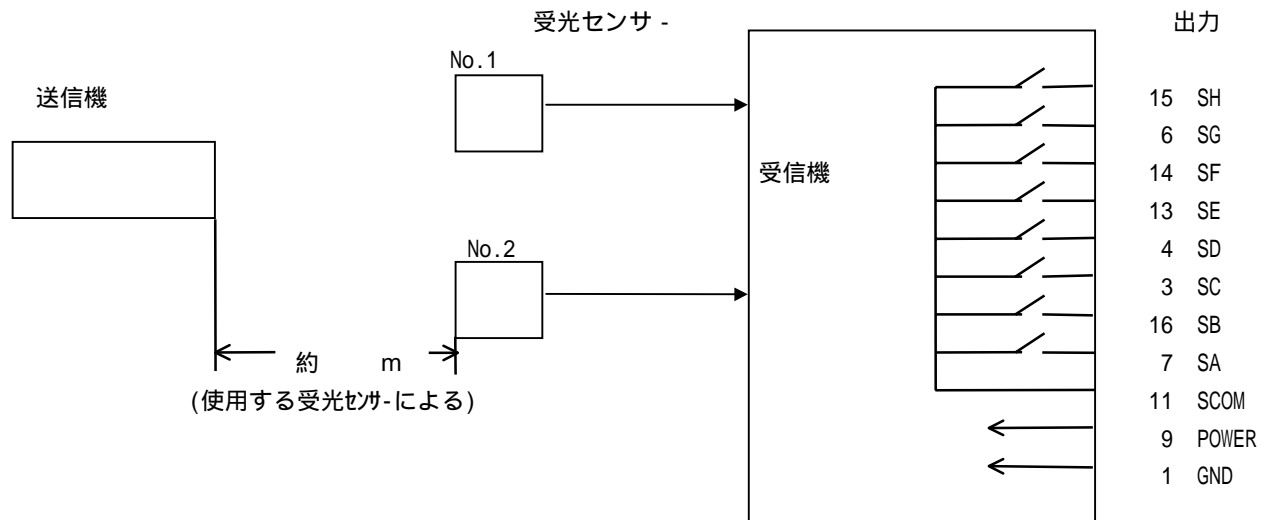 受光センサ - 出力
No.1
送信機
15 SH
6 SG
受信機 14 SF
13 SE
No.2 4 SD
3 SC
16 SB
約 m 7 SA
(使用する受光ｾﾝｻ-による)
11 SCOM
9 POWER
1 GND